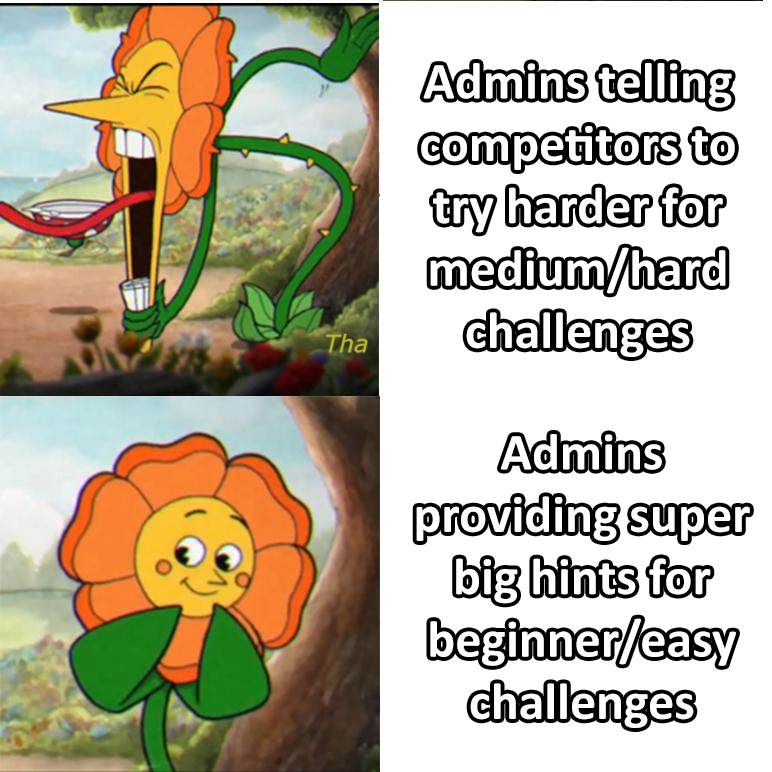 Admins telling
competitors to
try harder for
medium/hard
challenges
Tha
Admins
providing super
big hints for
beginner/easy
challenges